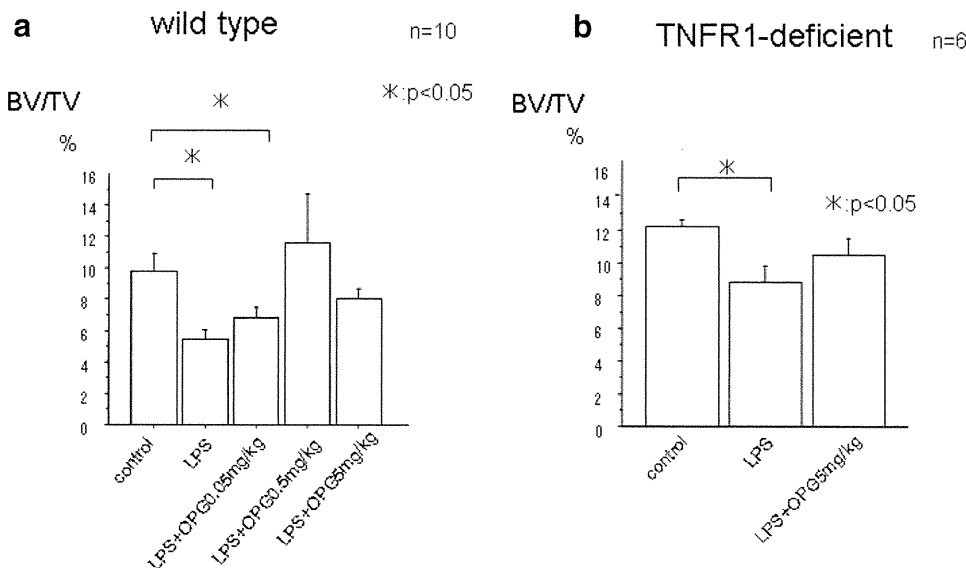 a wild type n=10
BV/TV
%
*:p<0.05
*
*
16
14
12
10
8
6
4
2
0
control
LPS
LPS+OPG0.05mg/kg
LPS+OPG0.5mg/kg
LPS+OPG5mg/kg
b TNFR1-deficient n=6
BV/TV
%
*
*:p<0.05
16
14
12
10
8
6
4
2
0
control
LPS
LPS+OPG5mg/kg